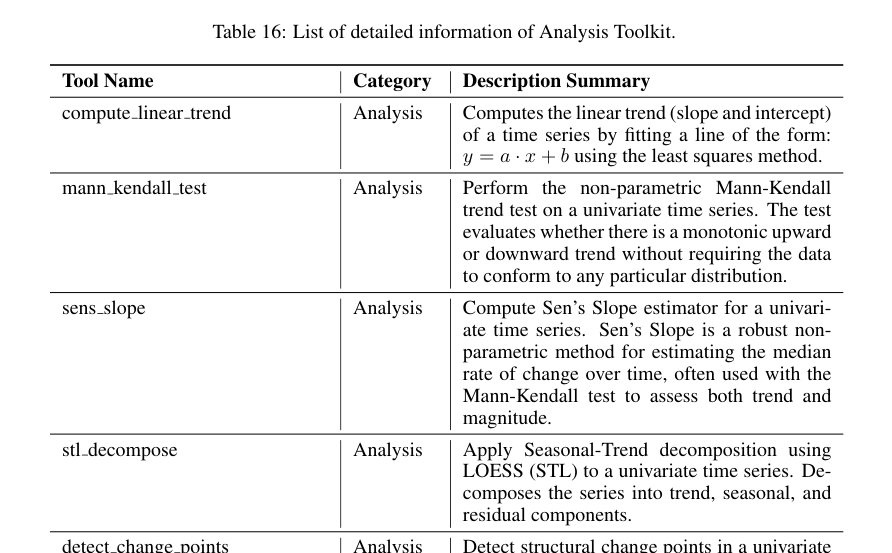 Table 16: List of detailed information of Analysis Toolkit.
Tool Name Category Description Summary
compute_linear_trend Analysis Computes the linear trend (slope and intercept)
of a time series by fitting a line of the form:
y = a · x + b using the least squares method.
mann_kendall_test Analysis Perform the non-parametric Mann-Kendall
trend test on a univariate time series. The test
evaluates whether there is a monotonic upward
or downward trend without requiring the data
to conform to any particular distribution.
sens_slope Analysis Compute Sen's Slope estimator for a univari-
ate time series. Sen's Slope is a robust non-
parametric method for estimating the median
rate of change over time, often used with the
Mann-Kendall test to assess both trend and
magnitude.
stl_decompose Analysis Apply Seasonal-Trend decomposition using
LOESS (STL) to a univariate time series. De-
composes the series into trend, seasonal, and
residual components.
detect_change_points Analysis Detect structural change points in a univariate